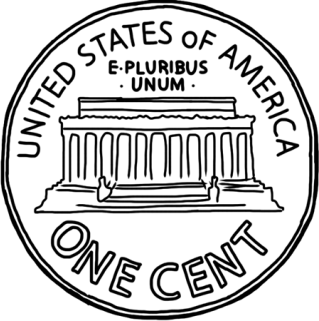 UNITED STATES OF AMERICA
E·PLURIBUS
· UNUM ·
ONE CENT